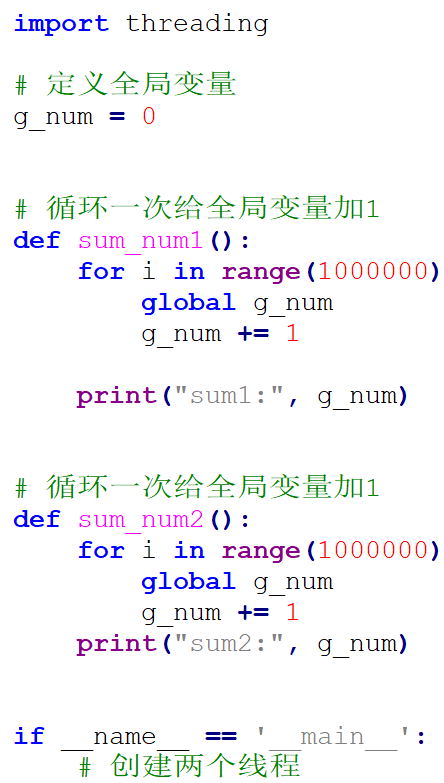 import threading
# 定义全局变量
g_num = 0
# 循环一次给全局变量加1
def sum_num1():
    for i in range(1000000)
        global g_num
        g_num += 1
    print("sum1:", g_num)
# 循环一次给全局变量加1
def sum_num2():
    for i in range(1000000)
        global g_num
        g_num += 1
    print("sum2:", g_num)
if __name__ == '__main__':
    # 创建两个线程